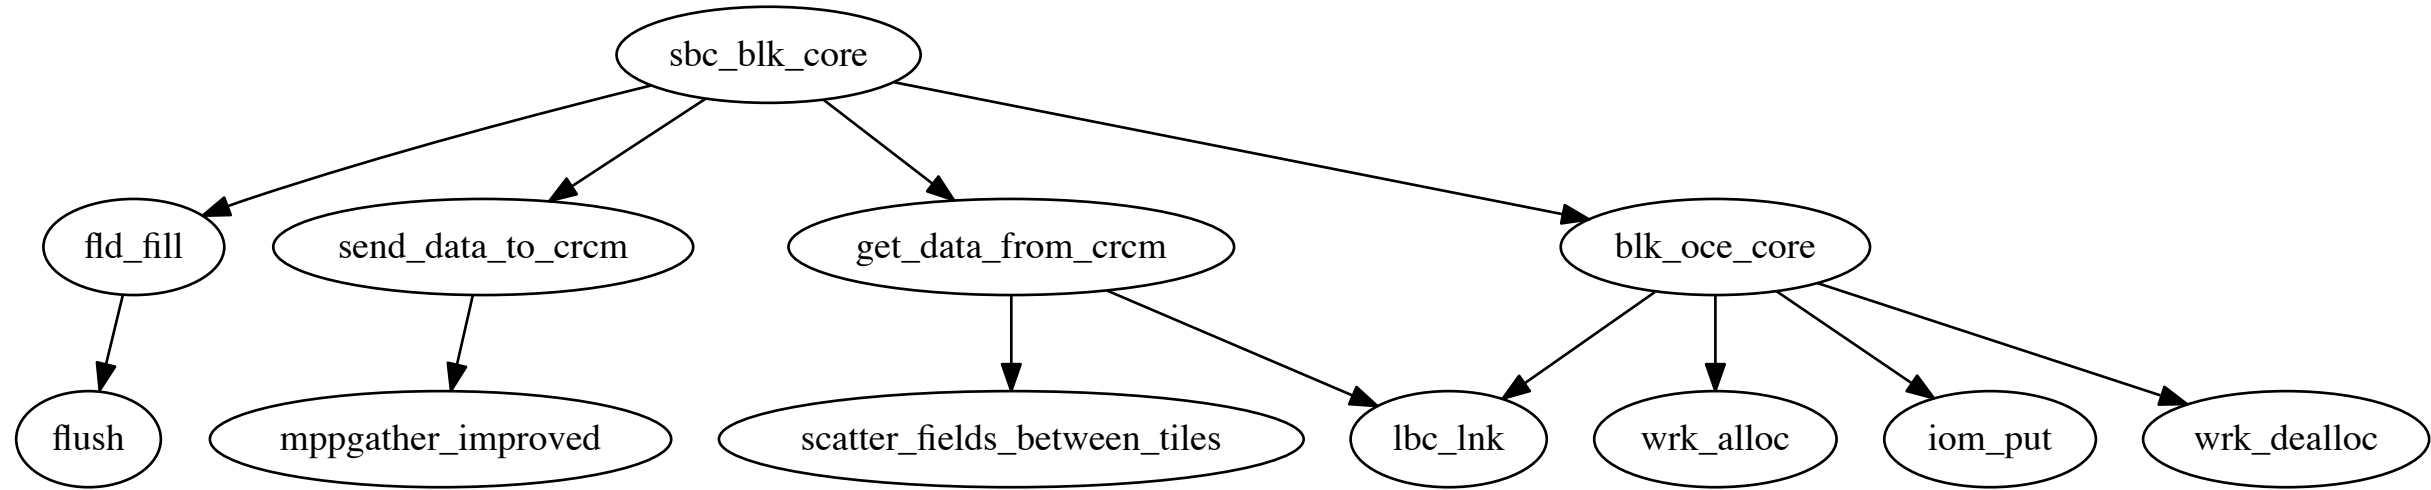 sbc_blk_core
fld_fill
send_data_to_crcm
get_data_from_crcm
blk_oce_core
flush
mppgather_improved
scatter_fields_between_tiles
lbc_lnk
wrk_alloc
iom_put
wrk_dealloc